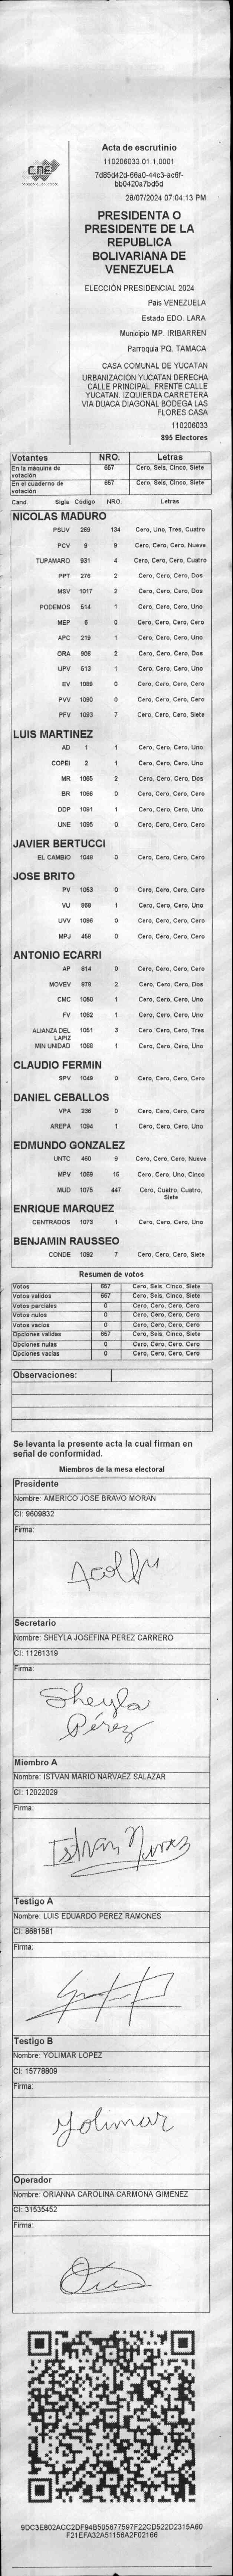 CNE
Acta de escrutinio
110206033.01.1.0001
7d85d42d-66a0-44c3-ac6f-
bb0420a7bd5d
28/07/2024 07:04:13 PM
PRESIDENTA O
PRESIDENTE DE LA
REPUBLICA
BOLIVARIANA DE
VENEZUELA
ELECCIÓN PRESIDENCIAL 2024
Pais VENEZUELA
Estado EDO. LARA
Municipio MP. IRIBARREN
Parroquia PQ. TAMACA
CASA COMUNAL DE YUCATAN
URBANIZACION YUCATAN DERECHA
CALLE PRINCIPAL. FRENTE CALLE
YUCATAN. IZQUIERDA CARRETERA
VIA DUACA DIAGONAL BODEGA LAS
FLORES CASA
110206033
895 Electores
Votantes NRO. Letras
En la máquina de votación 657 Cero, Seis, Cinco, Siete
En el cuaderno de votación 657 Cero, Seis, Cinco, Siete
Cand. Sigla Código NRO. Letras
NICOLAS MADURO
PSUV 269 134 Cero, Uno, Tres, Cuatro
PCV 9 9 Cero, Cero, Cero, Nueve
TUPAMARO 931 4 Cero, Cero, Cero, Cuatro
PPT 276 2 Cero, Cero, Cero, Dos
MSV 1017 2 Cero, Cero, Cero, Dos
PODEMOS 514 1 Cero, Cero, Cero, Uno
MEP 6 0 Cero, Cero, Cero, Cero
APC 219 1 Cero, Cero, Cero, Uno
ORA 906 2 Cero, Cero, Cero, Dos
UPV 513 1 Cero, Cero, Cero, Uno
EV 1089 0 Cero, Cero, Cero, Cero
PVV 1090 0 Cero, Cero, Cero, Cero
PFV 1093 7 Cero, Cero, Cero, Siete
LUIS MARTINEZ
AD 1 1 Cero, Cero, Cero, Uno
COPEI 2 1 Cero, Cero, Cero, Uno
MR 1065 2 Cero, Cero, Cero, Dos
BR 1066 0 Cero, Cero, Cero, Cero
DDP 1091 1 Cero, Cero, Cero, Uno
UNE 1095 0 Cero, Cero, Cero, Cero
JAVIER BERTUCCI
EL CAMBIO 1048 0 Cero, Cero, Cero, Cero
JOSE BRITO
PV 1053 0 Cero, Cero, Cero, Cero
VU 969 1 Cero, Cero, Cero, Uno
UVV 1096 0 Cero, Cero, Cero, Cero
MPJ 459 0 Cero, Cero, Cero, Cero
ANTONIO ECARRI
AP 914 0 Cero, Cero, Cero, Cero
MOVEV 978 2 Cero, Cero, Cero, Dos
CMC 1050 1 Cero, Cero, Cero, Uno
FV 1062 1 Cero, Cero, Cero, Uno
ALIANZA DEL LAPIZ 1051 3 Cero, Cero, Cero, Tres
MIN UNIDAD 1068 1 Cero, Cero, Cero, Uno
CLAUDIO FERMIN
SPV 1049 0 Cero, Cero, Cero, Cero
DANIEL CEBALLOS
VPA 236 0 Cero, Cero, Cero, Cero
AREPA 1094 1 Cero, Cero, Cero, Uno
EDMUNDO GONZALEZ
UNTC 460 9 Cero, Cero, Cero, Nueve
MPV 1069 15 Cero, Cero, Uno, Cinco
MUD 1075 447 Cero, Cuatro, Cuatro, Siete
ENRIQUE MARQUEZ
CENTRADOS 1073 1 Cero, Cero, Cero, Uno
BENJAMIN RAUSSEO
CONDE 1092 7 Cero, Cero, Cero, Siete
Resumen de votos
Votos 657 Cero, Seis, Cinco, Siete
Votos validos 657 Cero, Seis, Cinco, Siete
Votos parciales 0 Cero, Cero, Cero, Cero
Votos nulos 0 Cero, Cero, Cero, Cero
Votos vacios 0 Cero, Cero, Cero, Cero
Opciones validas 657 Cero, Seis, Cinco, Siete
Opciones nulas 0 Cero, Cero, Cero, Cero
Opciones vacias 0 Cero, Cero, Cero, Cero
Observaciones:
Se levanta la presente acta la cual firman en
señal de conformidad.
Miembros de la mesa electoral
Presidente
Nombre: AMERICO JOSE BRAVO MORAN
CI: 9609832
Firma:
Secretario
Nombre: SHEYLA JOSEFINA PEREZ CARRERO
CI: 11261319
Firma:
Sheyla
Pérez
Miembro A
Nombre: ISTVAN MARIO NARVAEZ SALAZAR
CI: 12022029
Firma:
Istvan
Testigo A
Nombre: LUIS EDUARDO PEREZ RAMONES
CI: 8681581
Firma:
Testigo B
Nombre: YOLIMAR LOPEZ
CI: 15778809
Firma:
Yolimar
Operador
Nombre: ORIANNA CAROLINA CARMONA GIMENEZ
CI: 31535452
Firma:
9DC3E802ACC2DF94B505677597F22CD522D2315A60
F21EFA32A51156A2F02166